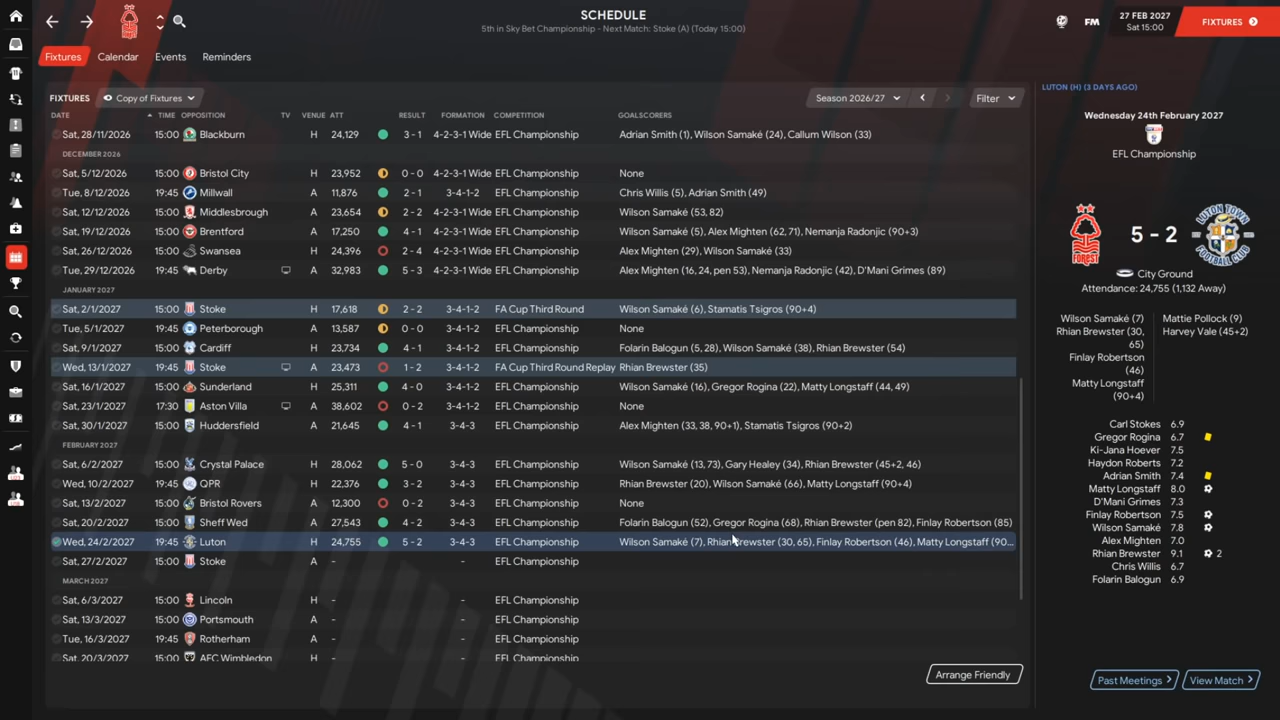 SCHEDULE
5th in Sky Bet Championship - Next Match: Stoke (A) (Today 15:00)
FM
27 FEB 2027
Sat 15:00
FIXTURES
Fixtures Calendar Events Reminders
FIXTURES Copy of Fixtures Season 2026/27 Filter
DATE TIME OPPOSITION TV VENUE ATT RESULT FORMATION COMPETITION GOALSCORERS
Sat, 28/11/2026 15:00 Blackburn H 24,129 3 - 1 4-2-3-1 Wide EFL Championship Adrian Smith (1), Wilson Samaké (24), Callum Wilson (33)
DECEMBER 2026
Sat, 5/12/2026 15:00 Bristol City H 23,952 0 - 0 4-2-3-1 Wide EFL Championship None
Tue, 8/12/2026 19:45 Millwall A 11,876 2 - 1 3-4-1-2 EFL Championship Chris Willis (5), Adrian Smith (49)
Sat, 12/12/2026 15:00 Middlesbrough A 23,654 2 - 2 4-2-3-1 Wide EFL Championship Wilson Samaké (53, 82)
Sat, 19/12/2026 15:00 Brentford A 17,250 4 - 1 4-2-3-1 Wide EFL Championship Wilson Samaké (5), Alex Mighten (62, 71), Nemanja Radonjic (90+3)
Sat, 26/12/2026 15:00 Swansea H 24,396 2 - 4 4-2-3-1 Wide EFL Championship Alex Mighten (29), Wilson Samaké (33)
Tue, 29/12/2026 19:45 Derby A 32,983 5 - 3 4-2-3-1 Wide EFL Championship Alex Mighten (16, 24, pen 53), Nemanja Radonjic (42), D'Mani Grimes (89)
JANUARY 2027
Sat, 2/1/2027 15:00 Stoke H 17,618 2 - 2 3-4-1-2 FA Cup Third Round Wilson Samaké (6), Stamatis Tsigros (90+4)
Tue, 5/1/2027 19:45 Peterborough A 13,587 0 - 0 3-4-1-2 EFL Championship None
Sat, 9/1/2027 15:00 Cardiff H 23,734 4 - 1 3-4-1-2 EFL Championship Folarin Balogun (5, 28), Wilson Samaké (38), Rhian Brewster (54)
Wed, 13/1/2027 19:45 Stoke A 23,473 1 - 2 3-4-1-2 FA Cup Third Round Replay Rhian Brewster (35)
Sat, 16/1/2027 15:00 Sunderland H 25,311 4 - 0 3-4-1-2 EFL Championship Wilson Samaké (16), Gregor Rogina (22), Matty Longstaff (44, 49)
Sat, 23/1/2027 17:30 Aston Villa A 38,602 0 - 2 3-4-1-2 EFL Championship None
Sat, 30/1/2027 15:00 Huddersfield A 21,645 4 - 1 3-4-1-2 EFL Championship Alex Mighten (33, 38, 90+1), Stamatis Tsigros (90+2)
FEBRUARY 2027
Sat, 6/2/2027 15:00 Crystal Palace H 28,062 5 - 0 3-4-3 EFL Championship Wilson Samaké (13, 73), Gary Healey (34), Rhian Brewster (45+2, 46)
Wed, 10/2/2027 19:45 QPR H 22,376 3 - 2 3-4-3 EFL Championship Rhian Brewster (20), Wilson Samaké (66), Matty Longstaff (90+4)
Sat, 13/2/2027 15:00 Bristol Rovers A 12,300 0 - 2 3-4-3 EFL Championship None
Sat, 20/2/2027 15:00 Sheff Wed A 27,543 4 - 2 3-4-3 EFL Championship Folarin Balogun (52), Gregor Rogina (68), Rhian Brewster (pen 82), Finlay Robertson (85)
Wed, 24/2/2027 19:45 Luton H 24,755 5 - 2 3-4-3 EFL Championship Wilson Samaké (7), Rhian Brewster (30, 65), Finlay Robertson (46), Matty Longstaff (90...
Sat, 27/2/2027 15:00 Stoke A - - EFL Championship
MARCH 2027
Sat, 6/3/2027 15:00 Lincoln H - - EFL Championship
Sat, 13/3/2027 15:00 Portsmouth A - - EFL Championship
Tue, 16/3/2027 19:45 Rotherham A - - EFL Championship
Sat, 20/3/2027 15:00 AFC Wimbledon H - - EFL Championship
Arrange Friendly
LUTON (H) (3 DAYS AGO)
Wednesday 24th February 2027
EFL Championship
FOREST 5 - 2 LUTON TOWN FOOTBALL CLUB
City Ground
Attendance: 24,755 (1,132 Away)
Wilson Samaké (7)
Rhian Brewster (30,
65)
Finlay Robertson
(46)
Matty Longstaff
(90+4)
Mattie Pollock (9)
Harvey Vale (45+2)
Carl Stokes 6.9
Gregor Rogina 6.7
Ki-Jana Hoever 7.5
Haydon Roberts 7.2
Adrian Smith 7.4
Matty Longstaff 8.0
D'Mani Grimes 7.3
Finlay Robertson 7.5
Wilson Samaké 7.8
Alex Mighten 7.0
Rhian Brewster 9.1 2
Chris Willis 6.7
Folarin Balogun 6.9
Past Meetings View Match